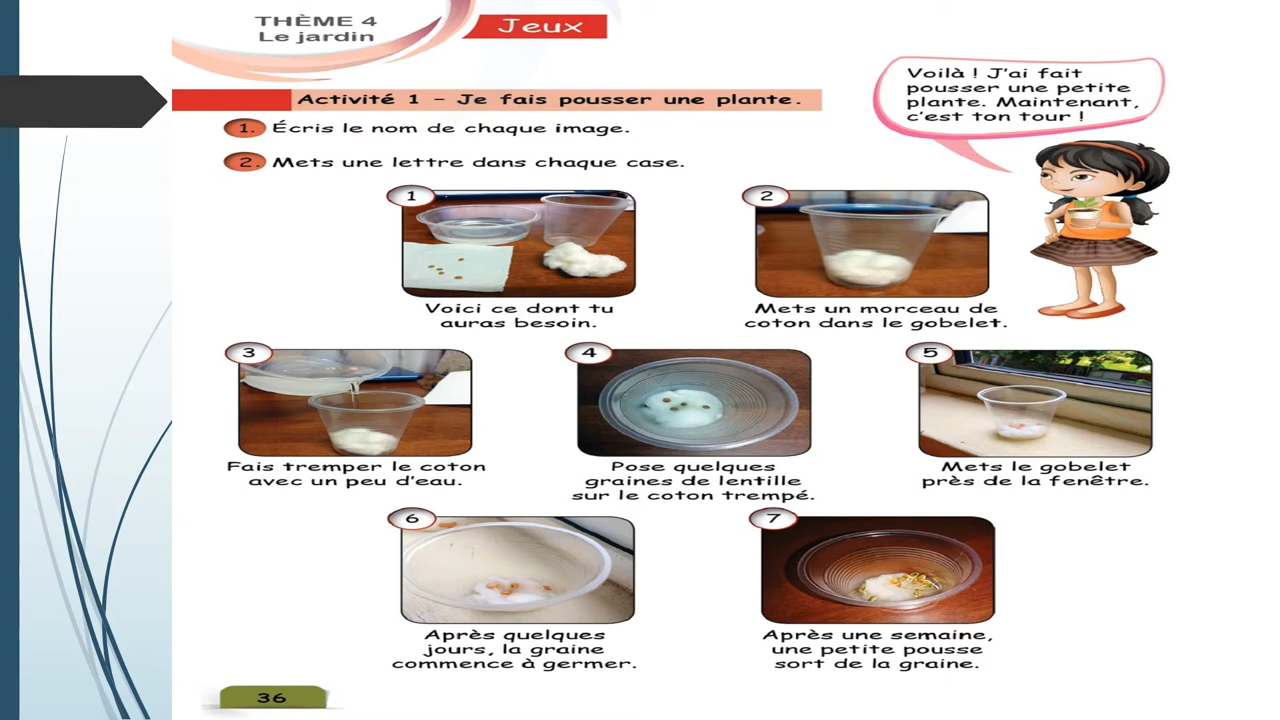 THÈME 4
Le jardin
Jeux
Voilà ! J'ai fait
pousser une petite
plante. Maintenant,
c'est ton tour !
Activité 1 - Je fais pousser une plante.
1. Écris le nom de chaque image.
2. Mets une lettre dans chaque case.
1
Voici ce dont tu
auras besoin.
2
Mets un morceau de
coton dans le gobelet.
3
Fais tremper le coton
avec un peu d'eau.
4
Pose quelques
graines de lentille
sur le coton trempé.
5
Mets le gobelet
près de la fenêtre.
6
Après quelques
jours, la graine
commence à germer.
7
Après une semaine,
une petite pousse
sort de la graine.
36